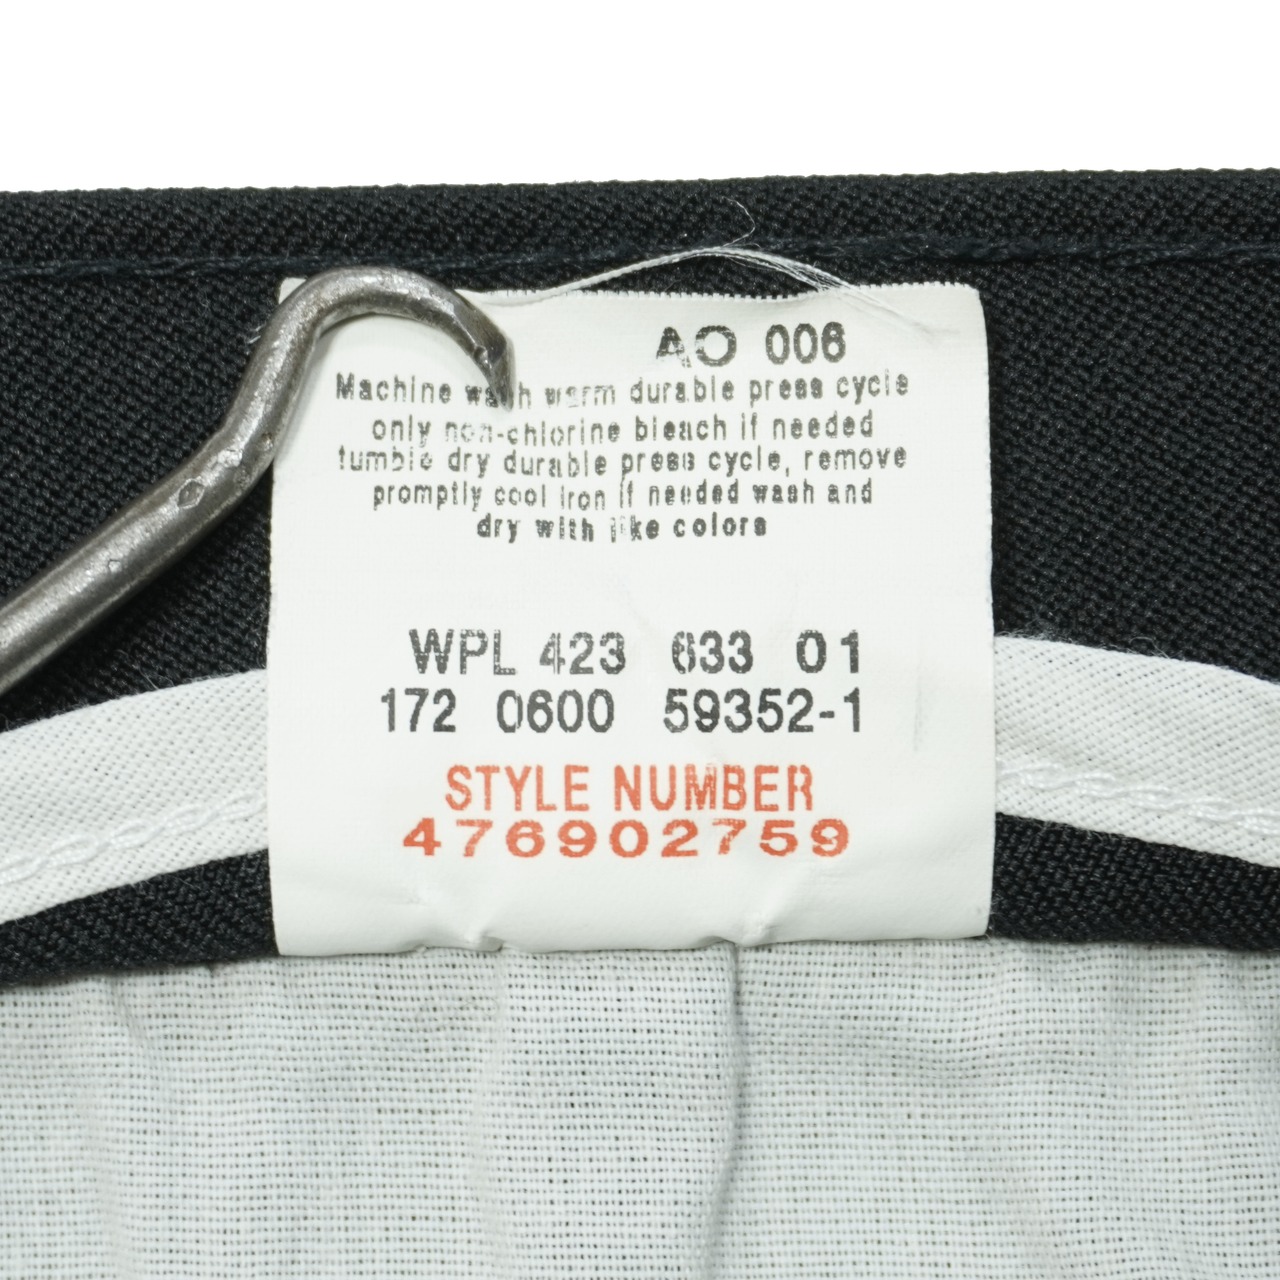 AO 006
Machine wash warm durable press cycle
only non-chlorine bleach if needed
tumble dry durable press cycle, remove
promptly cool iron if needed wash and
dry with like colors
WPL 423 633 01
172 0600 59352-1
STYLE NUMBER
476902759